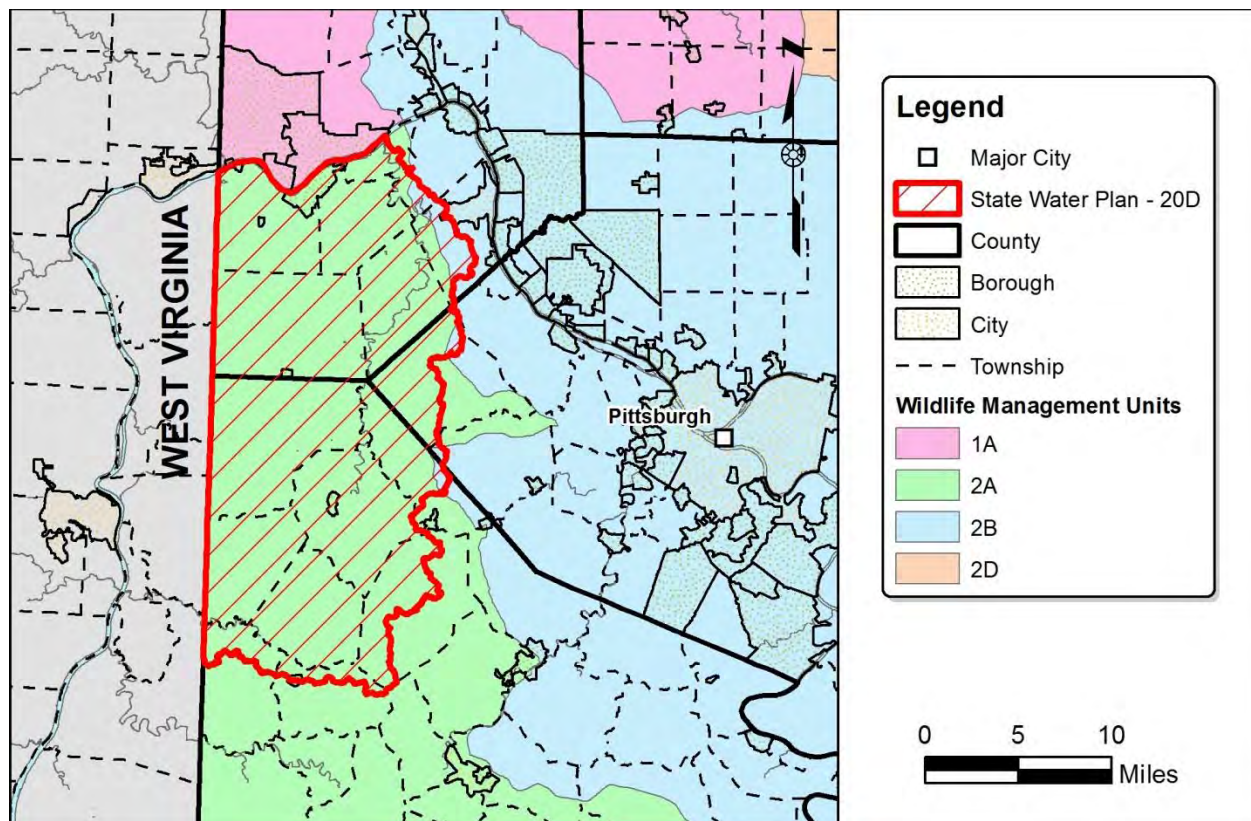 WEST VIRGINIA
Pittsburgh
N
Legend
Major City
State Water Plan - 20D
County
Borough
City
Township
Wildlife Management Units
1A
2A
2B
2D
0 5 10
Miles